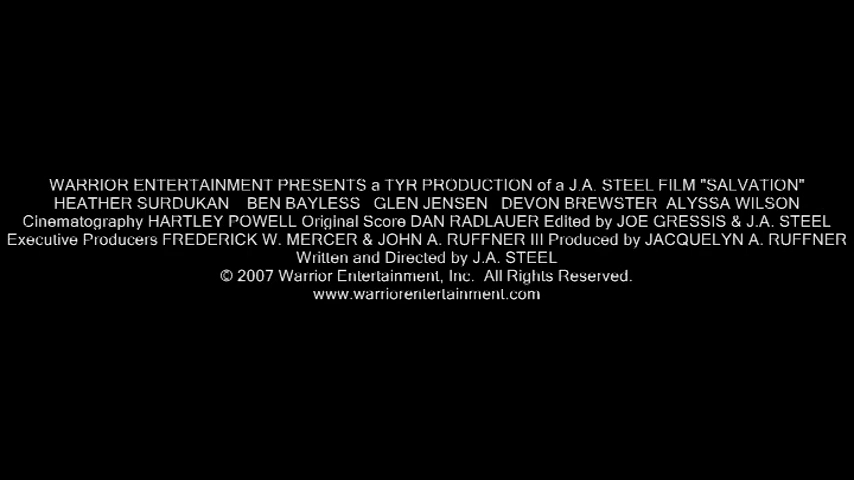 WARRIOR ENTERTAINMENT PRESENTS a TYR PRODUCTION of a J.A. STEEL FILM "SALVATION"
HEATHER SURDUKAN BEN BAYLESS GLEN JENSEN DEVON BREWSTER ALYSSA WILSON
Cinematography HARTLEY POWELL Original Score DAN RADLAUER Edited by JOE GRESSIS & J.A. STEEL
Executive Producers FREDERICK W. MERCER & JOHN A. RUFFNER III Produced by JACQUELYN A. RUFFNER
Written and Directed by J.A. STEEL
© 2007 Warrior Entertainment, Inc. All Rights Reserved.
www.warriorentertainment.com